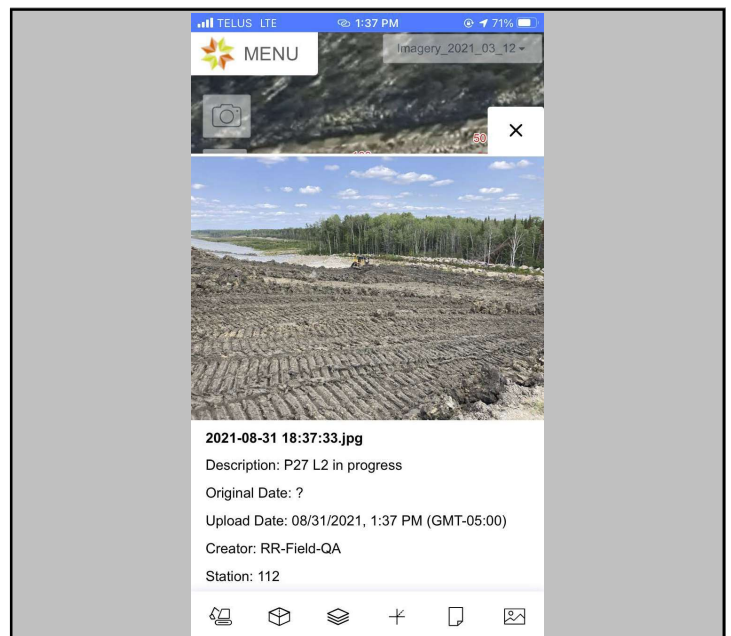 TELUS LTE 1:37 PM 71%
MENU
Imagery_2021_03_12
50
2021-08-31 18:37:33.jpg
Description: P27 L2 in progress
Original Date: ?
Upload Date: 08/31/2021, 1:37 PM (GMT-05:00)
Creator: RR-Field-QA
Station: 112